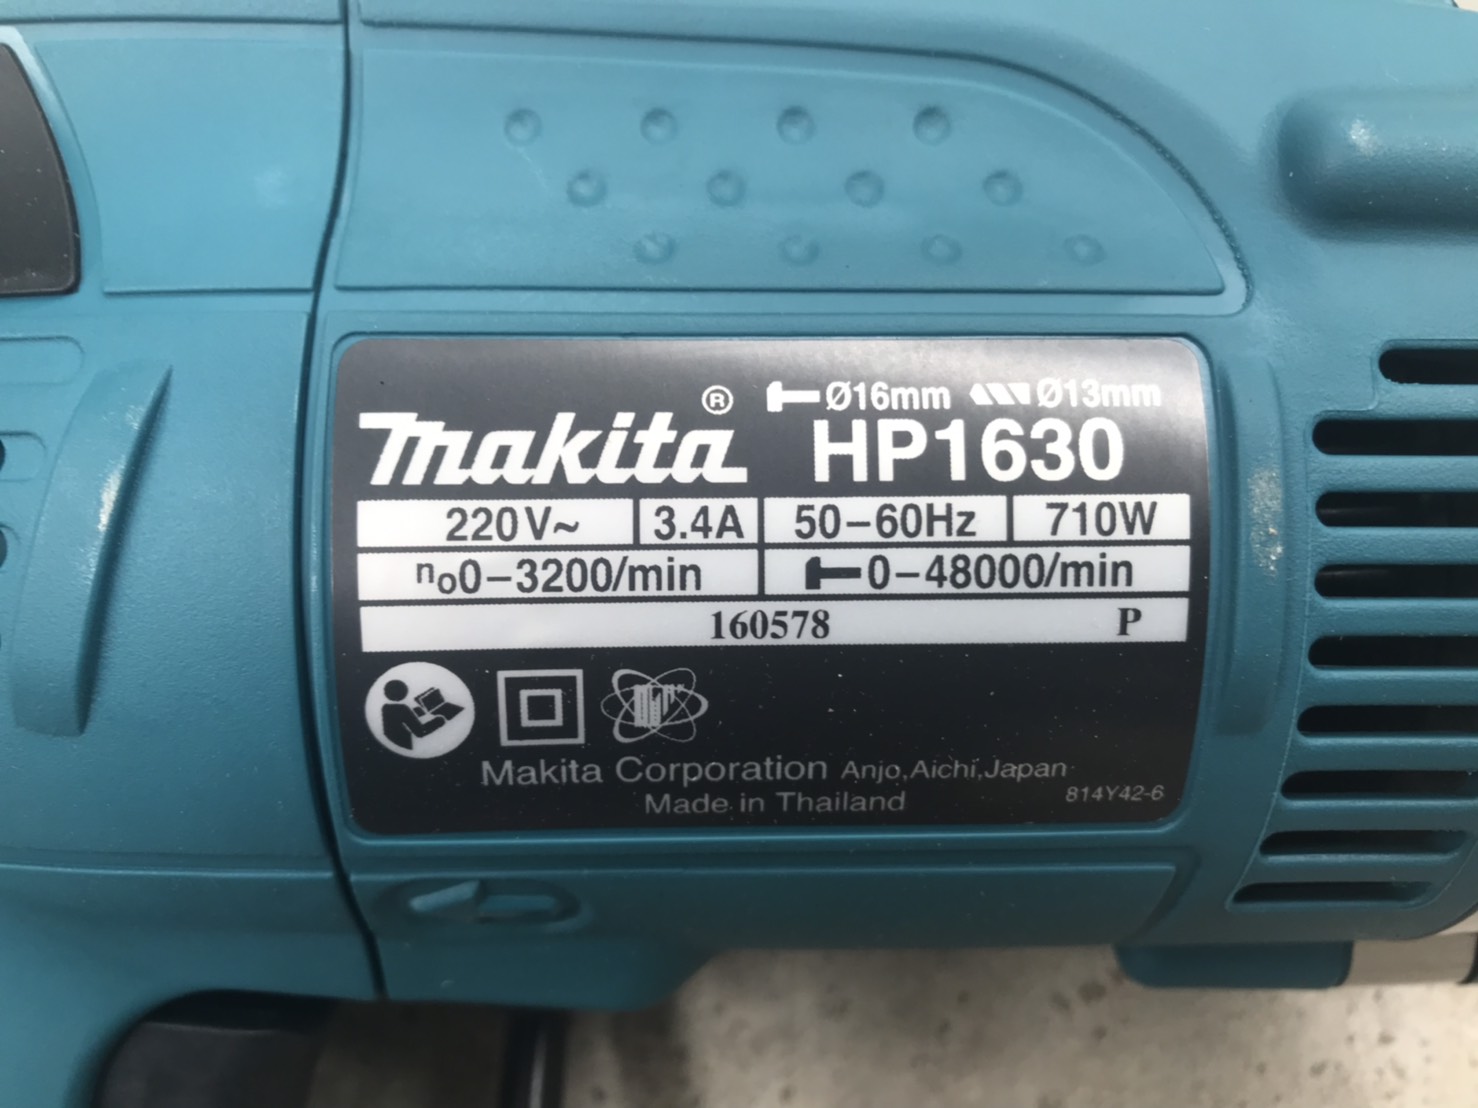 makita ® Ø16mm Ø13mm
HP1630
220V~ 3.4A 50-60Hz 710W
n₀0-3200/min 0-48000/min
160578 P
Makita Corporation Anjo,Aichi,Japan
Made in Thailand 814Y42-6